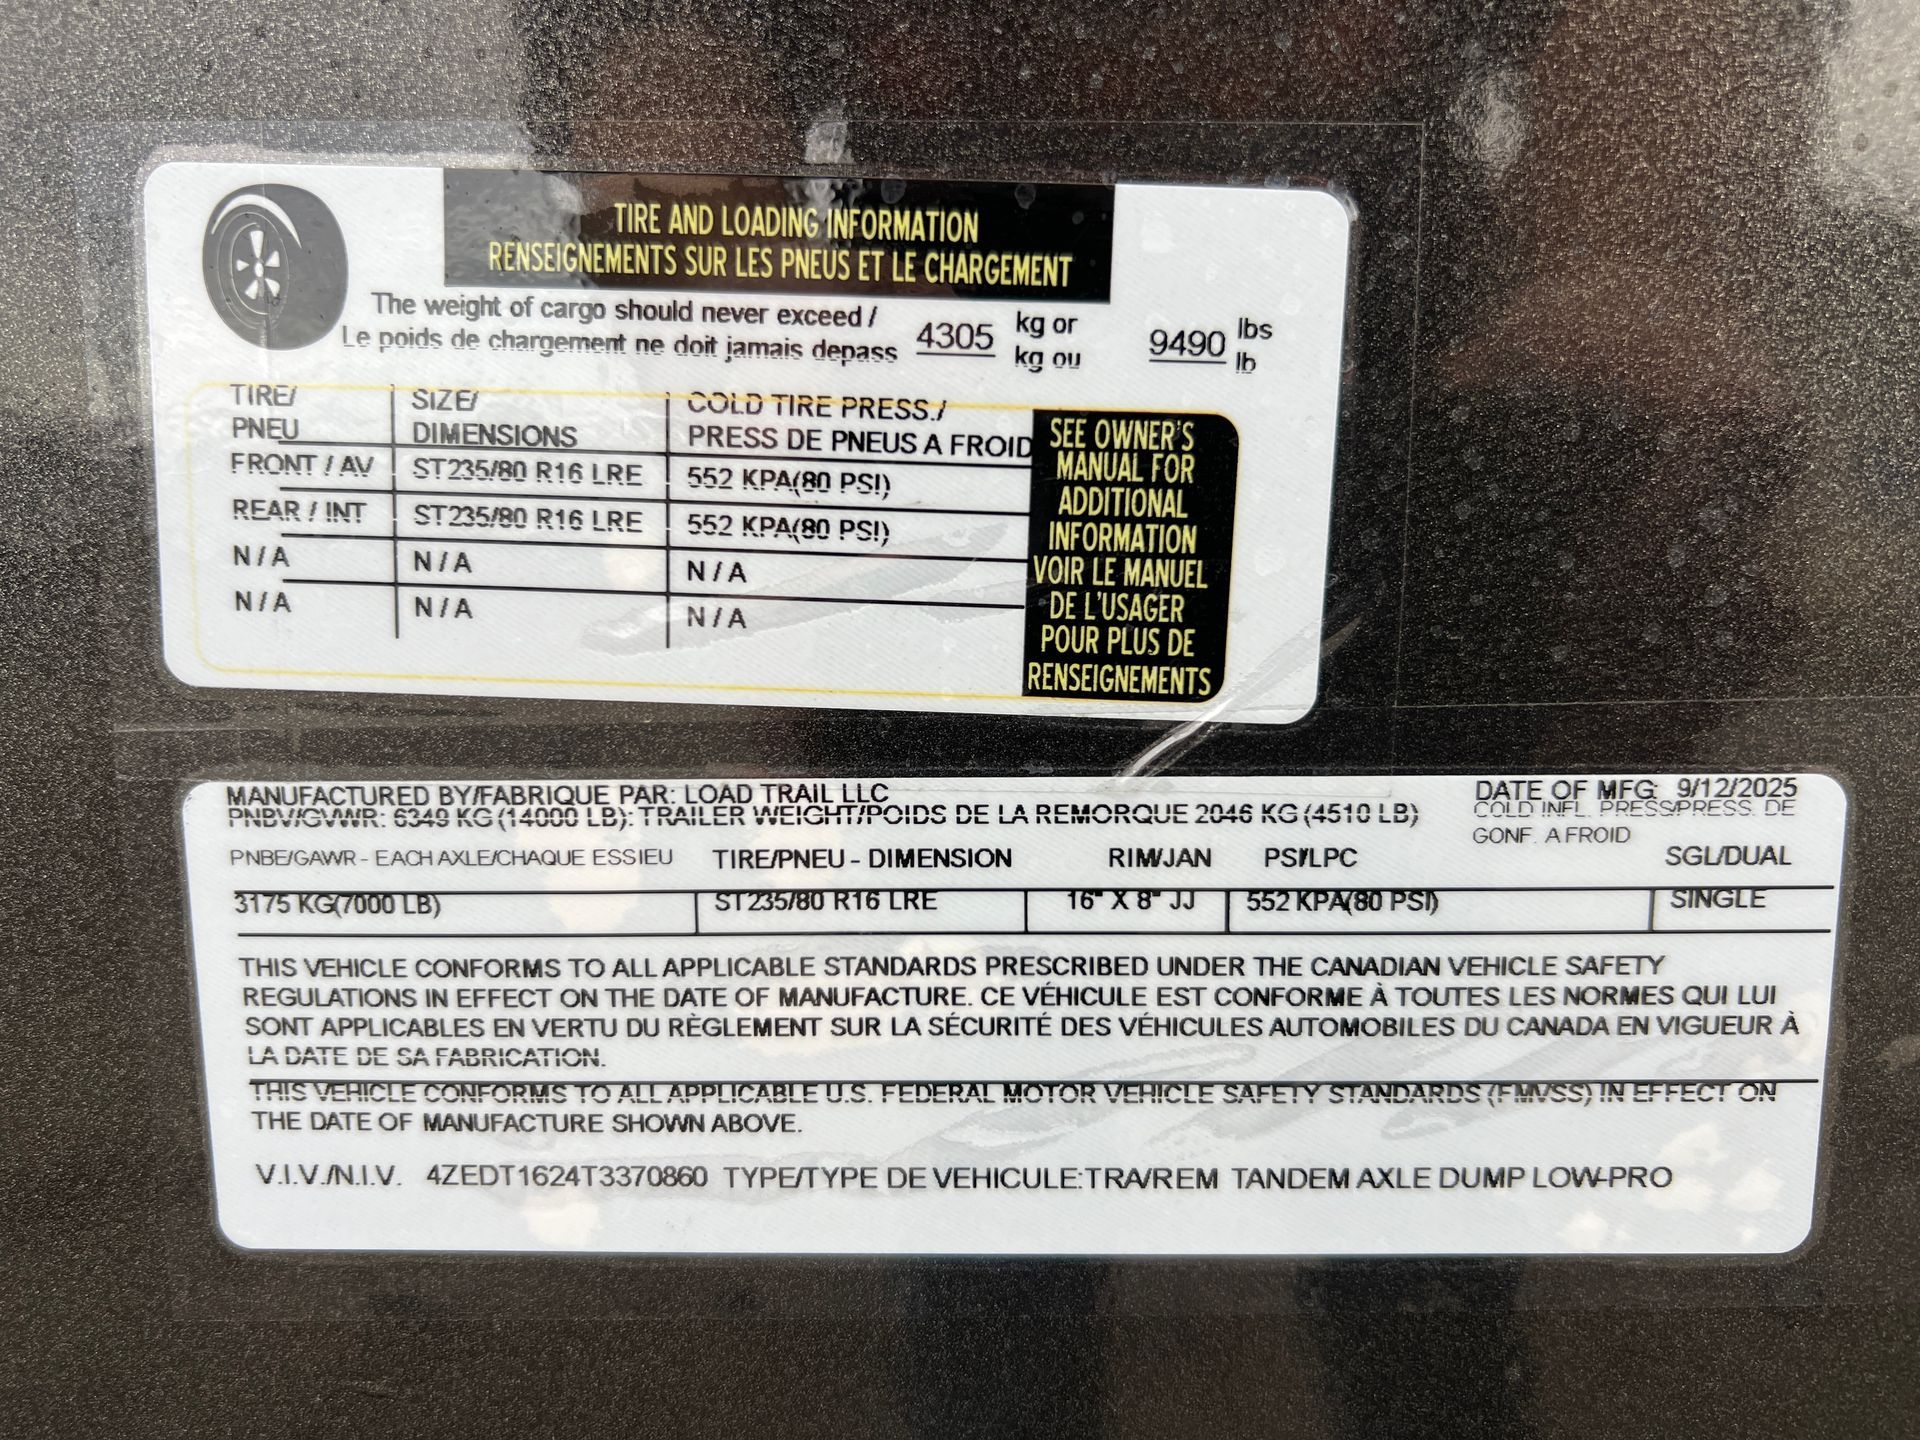 TIRE AND LOADING INFORMATION
RENSEIGNEMENTS SUR LES PNEUS ET LE CHARGEMENT
The weight of cargo should never exceed / 4305 kg or 9490 lbs
Le poids de chargement ne doit jamais depass kg ou lb
TIRE/ SIZE/ COLD TIRE PRESS./
PNEU DIMENSIONS PRESS DE PNEUS A FROID
FRONT / AV ST235/80 R16 LRE 552 KPA(80 PSI)
REAR / INT ST235/80 R16 LRE 552 KPA(80 PSI)
N / A N / A N / A
N / A N / A N / A
SEE OWNER'S
MANUAL FOR
ADDITIONAL
INFORMATION
VOIR LE MANUEL
DE L'USAGER
POUR PLUS DE
RENSEIGNEMENTS
MANUFACTURED BY/FABRIQUE PAR: LOAD TRAIL LLC DATE OF MFG: 9/12/2025
PNBV/GVWR: 6349 KG (14000 LB): TRAILER WEIGHT/POIDS DE LA REMORQUE 2046 KG (4510 LB) COLD INFL. PRESS/PRESS. DE
GONF. A FROID
PNBE/GAWR - EACH AXLE/CHAQUE ESSIEU TIRE/PNEU - DIMENSION RIM/JAN PSI/LPC SGL/DUAL
3175 KG(7000 LB) ST235/80 R16 LRE 16" X 8" JJ 552 KPA(80 PSI) SINGLE
THIS VEHICLE CONFORMS TO ALL APPLICABLE STANDARDS PRESCRIBED UNDER THE CANADIAN VEHICLE SAFETY
REGULATIONS IN EFFECT ON THE DATE OF MANUFACTURE. CE VÉHICULE EST CONFORME À TOUTES LES NORMES QUI LUI
SONT APPLICABLES EN VERTU DU RÈGLEMENT SUR LA SÉCURITÉ DES VÉHICULES AUTOMOBILES DU CANADA EN VIGUEUR À
LA DATE DE SA FABRICATION.
THIS VEHICLE CONFORMS TO ALL APPLICABLE U.S. FEDERAL MOTOR VEHICLE SAFETY STANDARDS (FMVSS) IN EFFECT ON
THE DATE OF MANUFACTURE SHOWN ABOVE.
V.I.V./N.I.V. 4ZEDT1624T3370860 TYPE/TYPE DE VEHICULE:TRA/REM TANDEM AXLE DUMP LOW-PRO